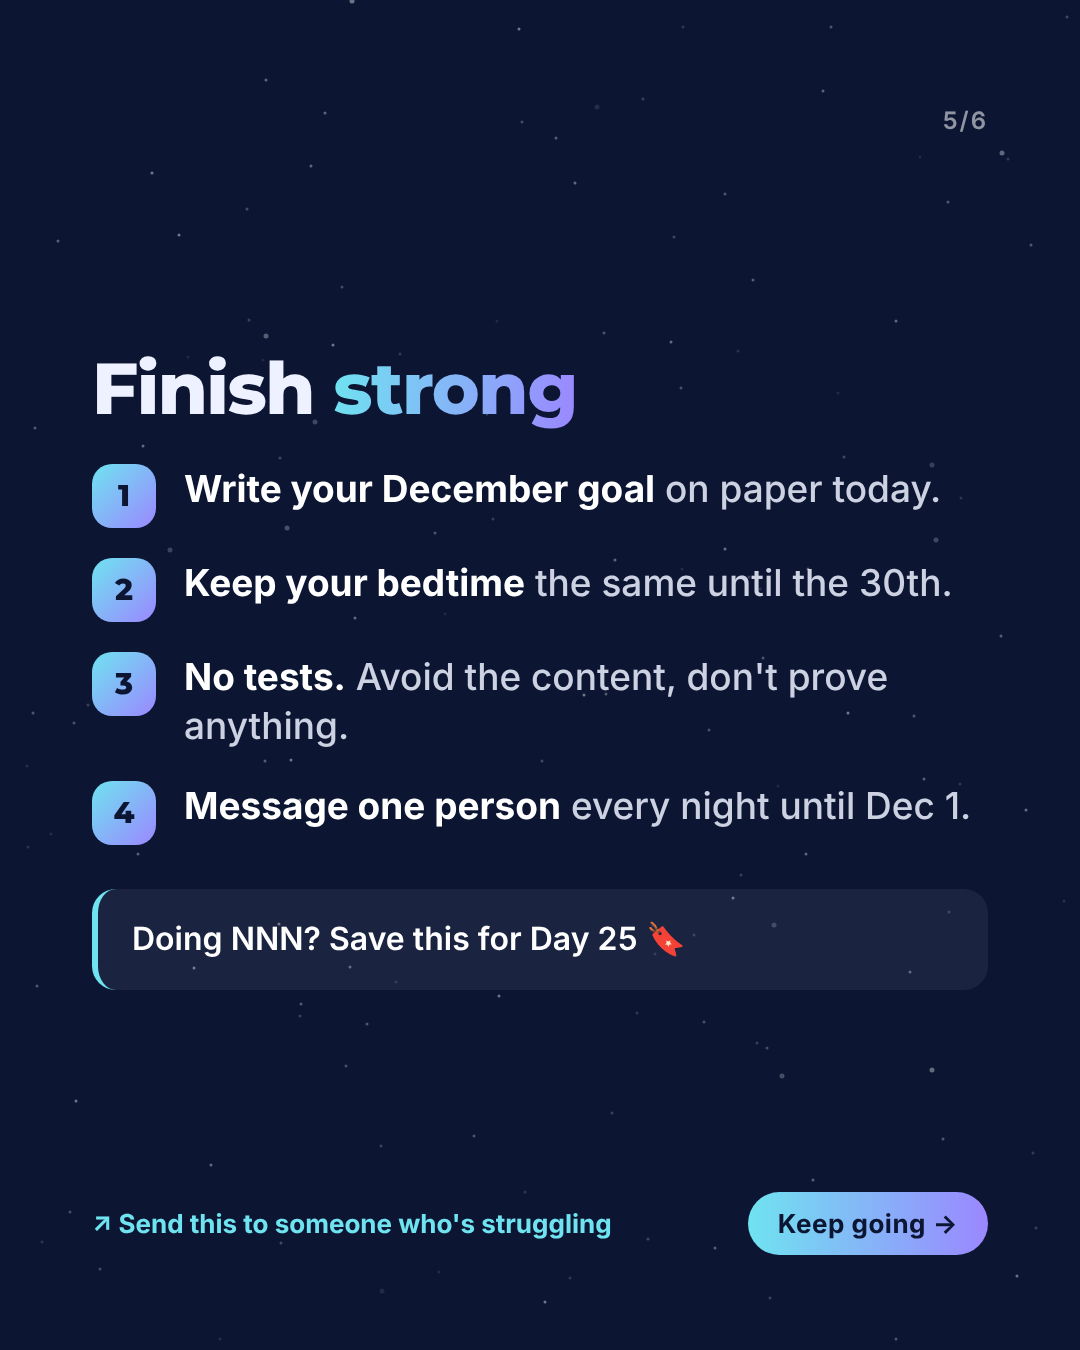 5/6
Finish strong
1 Write your December goal on paper today.
2 Keep your bedtime the same until the 30th.
3 No tests. Avoid the content, don't prove
anything.
4 Message one person every night until Dec 1.
Doing NNN? Save this for Day 25 🔖
↗ Send this to someone who's struggling
Keep going →